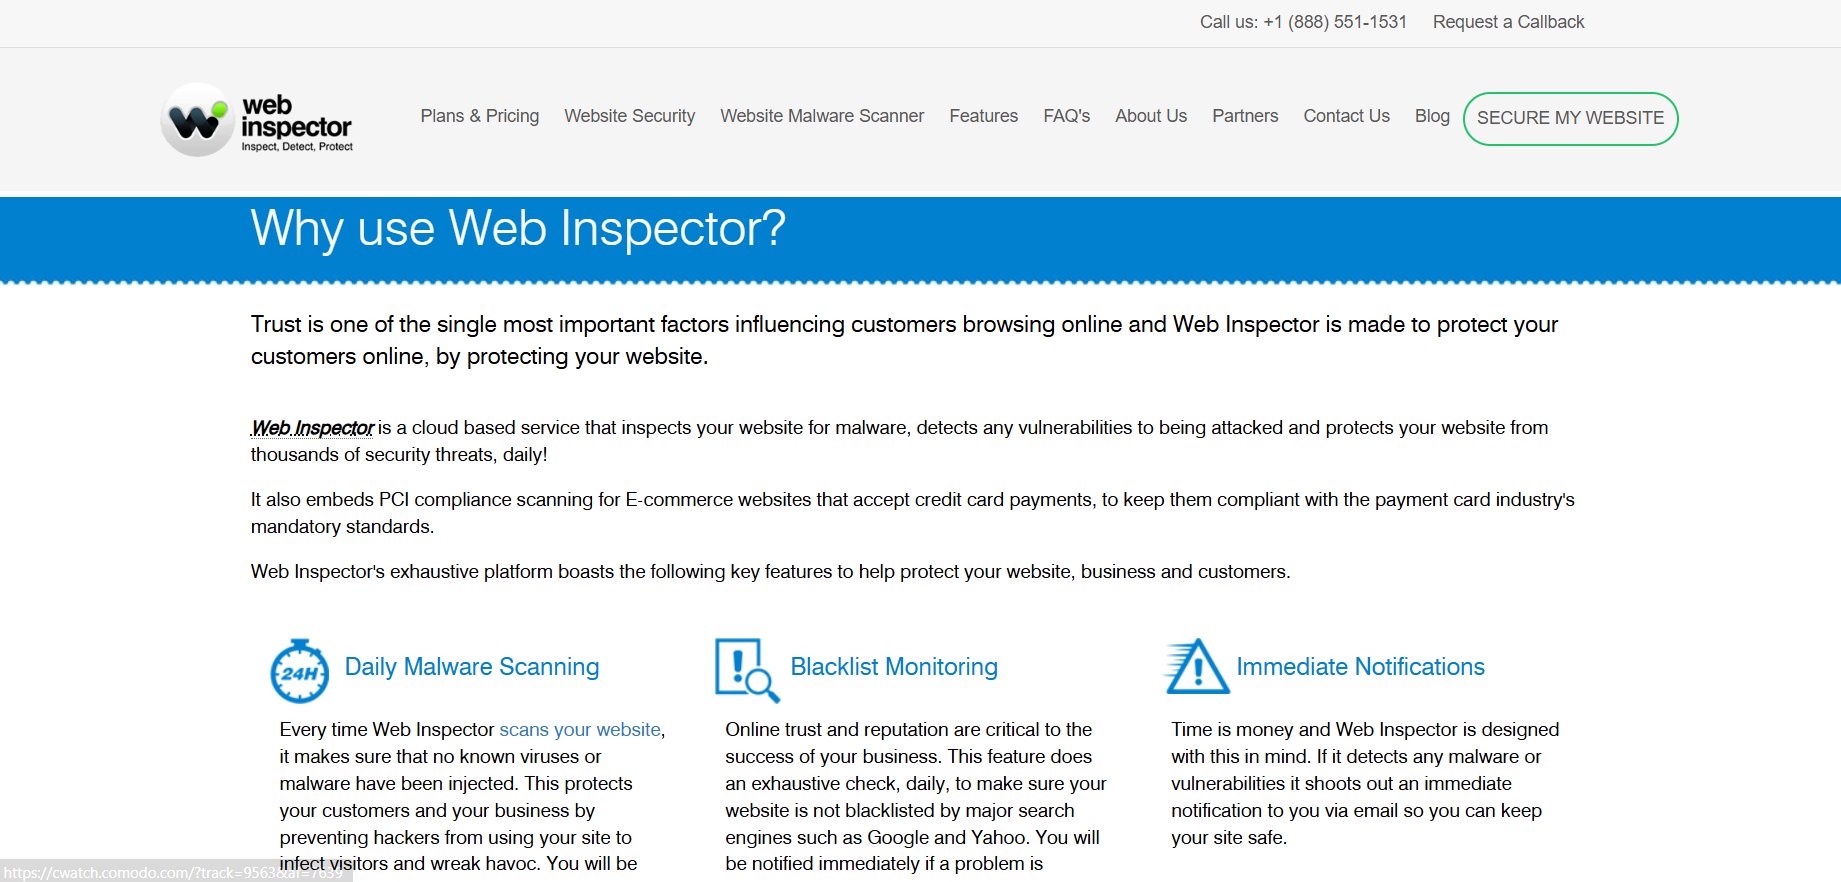 Call us: +1 (888) 551-1531 Request a Callback
web
inspector
Inspect, Detect, Protect
Plans & Pricing Website Security Website Malware Scanner Features FAQ's About Us Partners Contact Us Blog SECURE MY WEBSITE
Why use Web Inspector?
Trust is one of the single most important factors influencing customers browsing online and Web Inspector is made to protect your
customers online, by protecting your website.
Web Inspector is a cloud based service that inspects your website for malware, detects any vulnerabilities to being attacked and protects your website from
thousands of security threats, daily!
It also embeds PCI compliance scanning for E-commerce websites that accept credit card payments, to keep them compliant with the payment card industry's
mandatory standards.
Web Inspector's exhaustive platform boasts the following key features to help protect your website, business and customers.
24H
Daily Malware Scanning
Every time Web Inspector scans your website,
it makes sure that no known viruses or
malware have been injected. This protects
your customers and your business by
preventing hackers from using your site to
infect visitors and wreak havoc. You will be
Blacklist Monitoring
Online trust and reputation are critical to the
success of your business. This feature does
an exhaustive check, daily, to make sure your
website is not blacklisted by major search
engines such as Google and Yahoo. You will
be notified immediately if a problem is
Immediate Notifications
Time is money and Web Inspector is designed
with this in mind. If it detects any malware or
vulnerabilities it shoots out an immediate
notification to you via email so you can keep
your site safe.
https://cwatch.comodo.com/?track=9563&af=7639